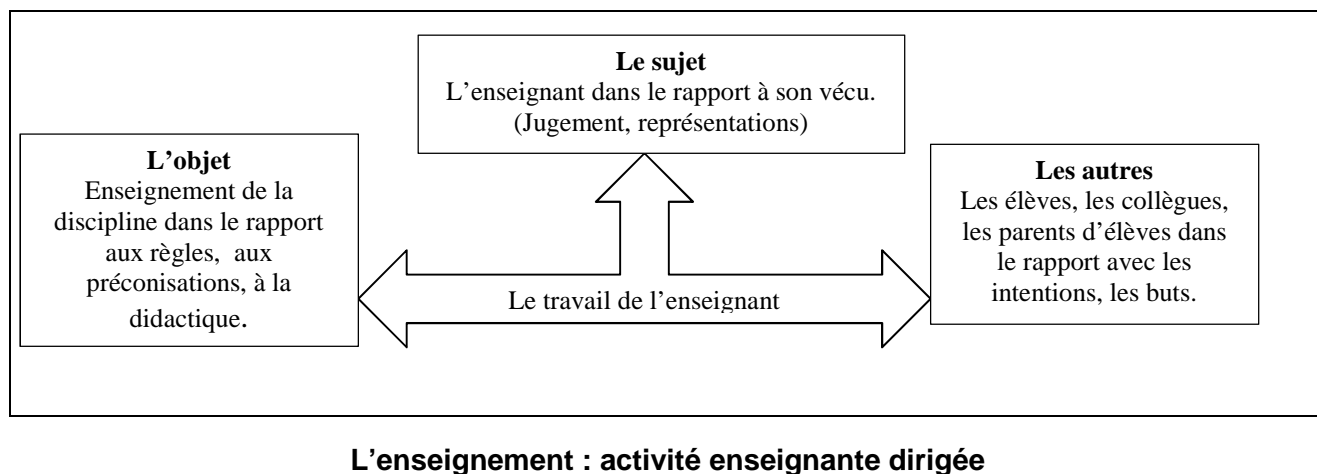 Le sujet
L’enseignant dans le rapport à son vécu.
(Jugement, représentations)
L’objet
Enseignement de la
discipline dans le rapport
aux règles, aux
préconisations, à la
didactique.
Les autres
Les élèves, les collègues,
les parents d’élèves dans
le rapport avec les
intentions, les buts.
Le travail de l’enseignant
L’enseignement : activité enseignante dirigée